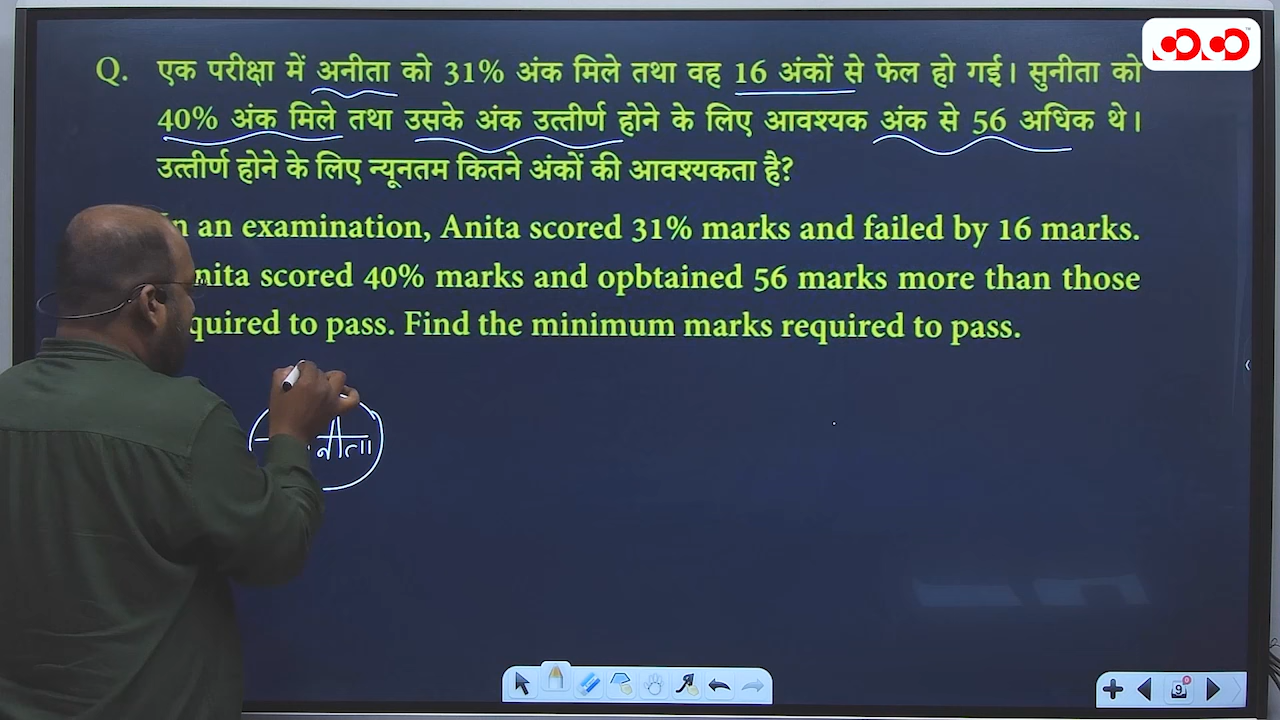 Q. एक परीक्षा में अनीता को 31% अंक मिले तथा वह 16 अंकों से फेल हो गई। सुनीता को
40% अंक मिले तथा उसके अंक उत्तीर्ण होने के लिए आवश्यक अंक से 56 अधिक थे।
उत्तीर्ण होने के लिए न्यूनतम कितने अंकों की आवश्यकता है?
an examination, Anita scored 31% marks and failed by 16 marks.
scored 40% marks and opbtained 56 marks more than those
to pass. Find the minimum marks required to pass.